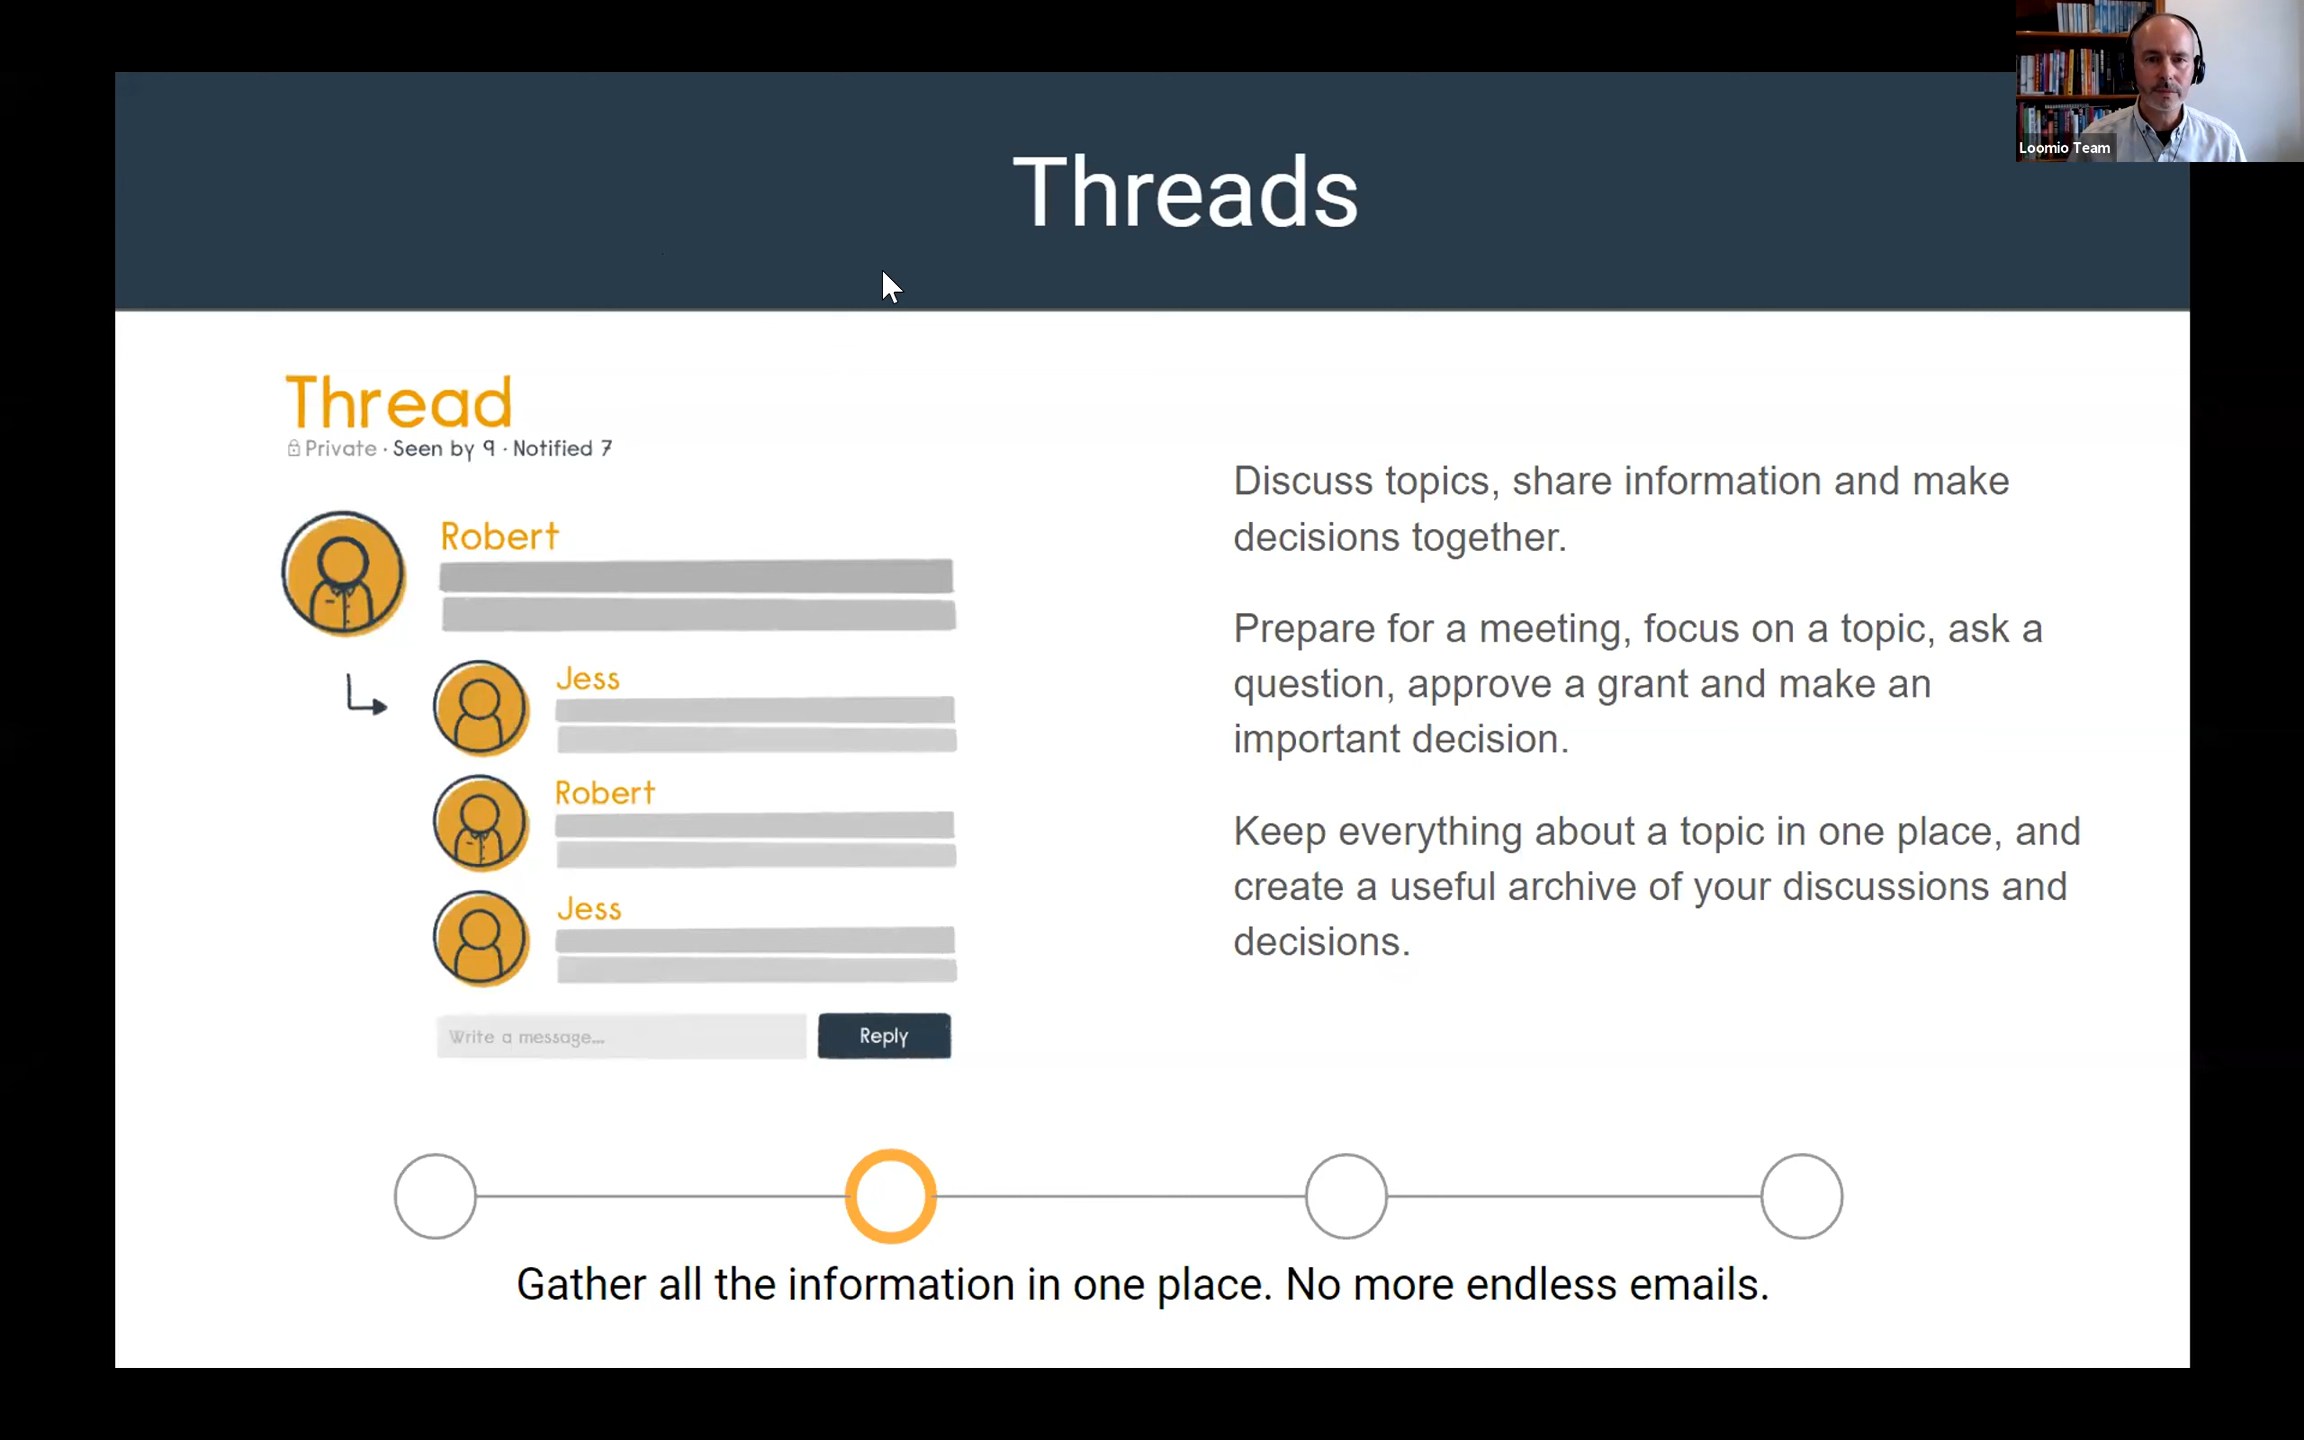 Loomio Team
Threads
Thread
Private · Seen by 9 · Notified 7
Robert
Jess
Robert
Jess
Write a message...
Reply
Discuss topics, share information and make
decisions together.
Prepare for a meeting, focus on a topic, ask a
question, approve a grant and make an
important decision.
Keep everything about a topic in one place, and
create a useful archive of your discussions and
decisions.
Gather all the information in one place. No more endless emails.